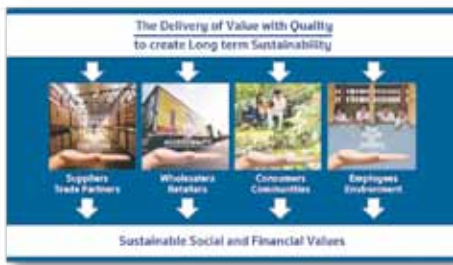 The Delivery of Value with Quality
to create Long term Sustainability
Suppliers
Trade Partners
Wholesalers
Retailers
Consumers
Communities
Employees
Environment
Sustainable Social and Financial Values